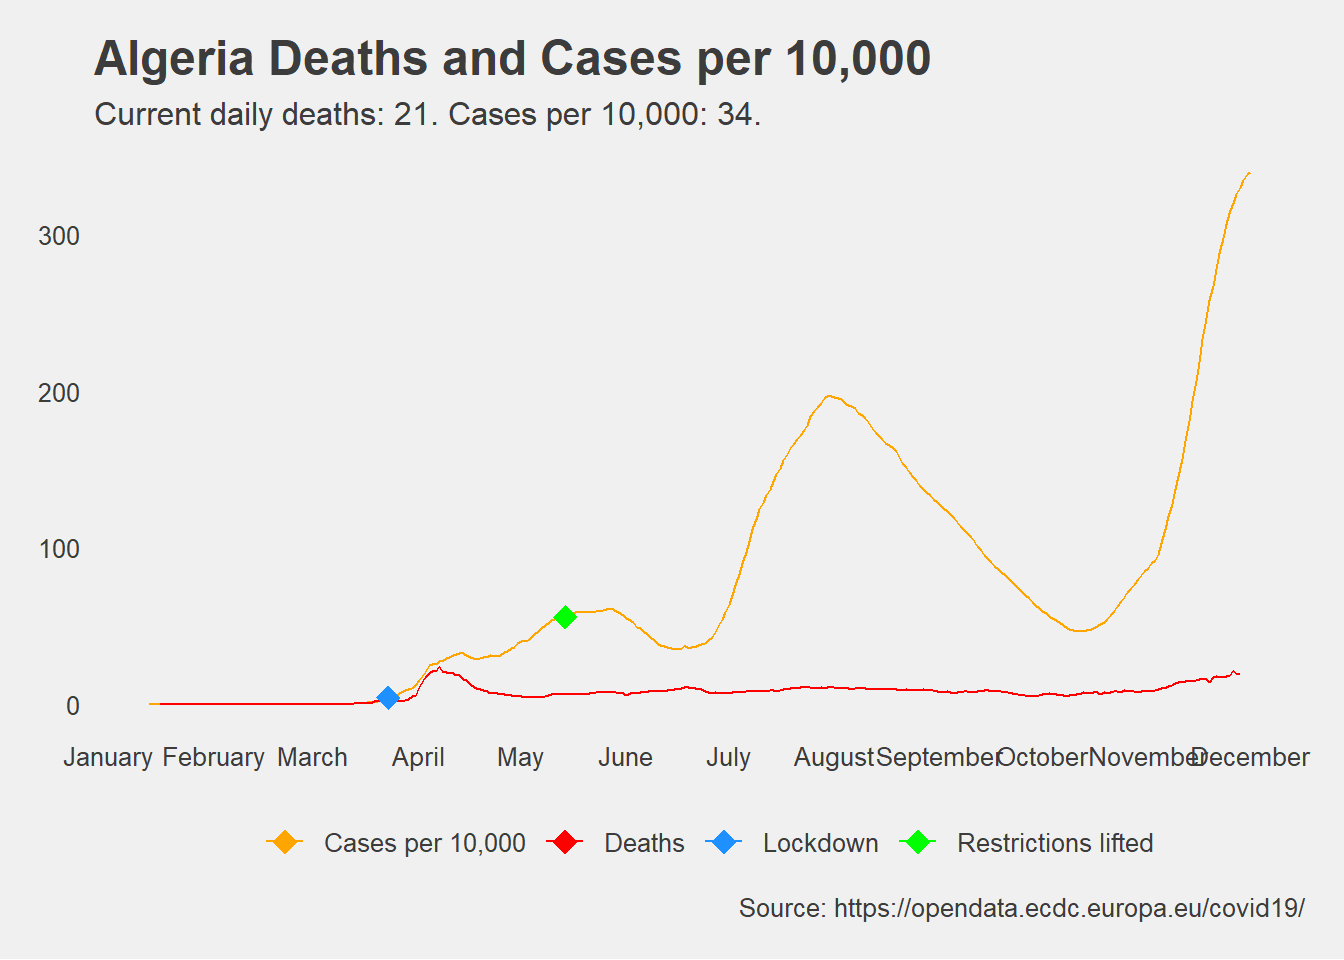 Algeria Deaths and Cases per 10,000
Current daily deaths: 21. Cases per 10,000: 34.
300
200
100
0
January February March April May June July August September October November December
Cases per 10,000 Deaths Lockdown Restrictions lifted
Source: https://opendata.ecdc.europa.eu/covid19/